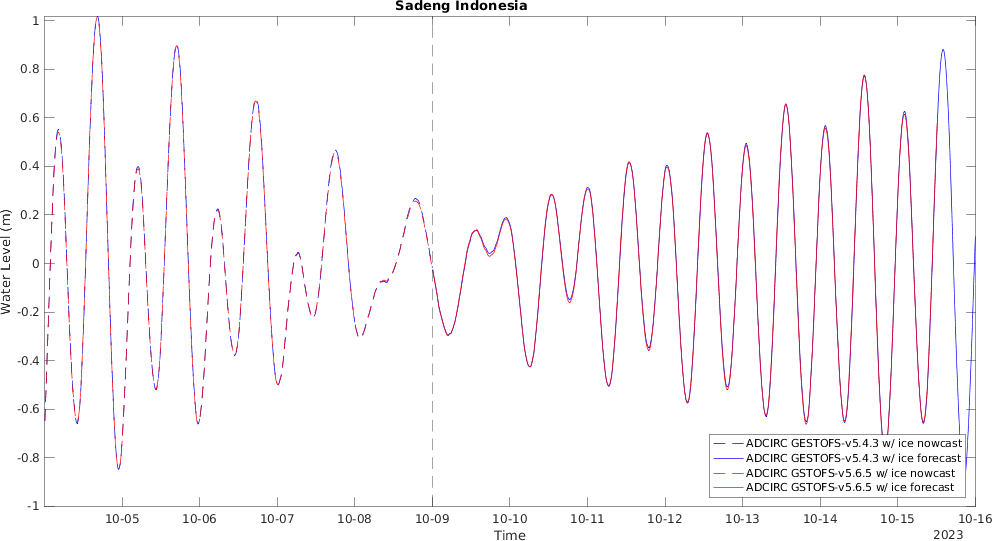 Sadeng Indonesia
Water Level (m)
1
0.8
0.6
0.4
0.2
0
-0.2
-0.4
-0.6
-0.8
-1
ADCIRC GESTOFS-v5.4.3 w/ ice nowcast
ADCIRC GESTOFS-v5.4.3 w/ ice forecast
ADCIRC GSTOFS-v5.6.5 w/ ice nowcast
ADCIRC GSTOFS-v5.6.5 w/ ice forecast
10-05 10-06 10-07 10-08 10-09 10-10 10-11 10-12 10-13 10-14 10-15 10-16
Time
2023